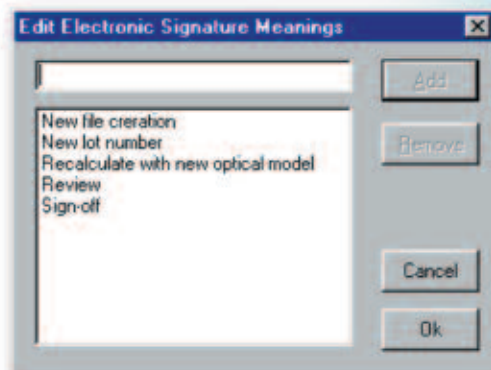 Edit Electronic Signature Meanings
Add
New file creration
New lot number
Recalculate with new optical model
Review
Sign-off
Remove
Cancel
Ok